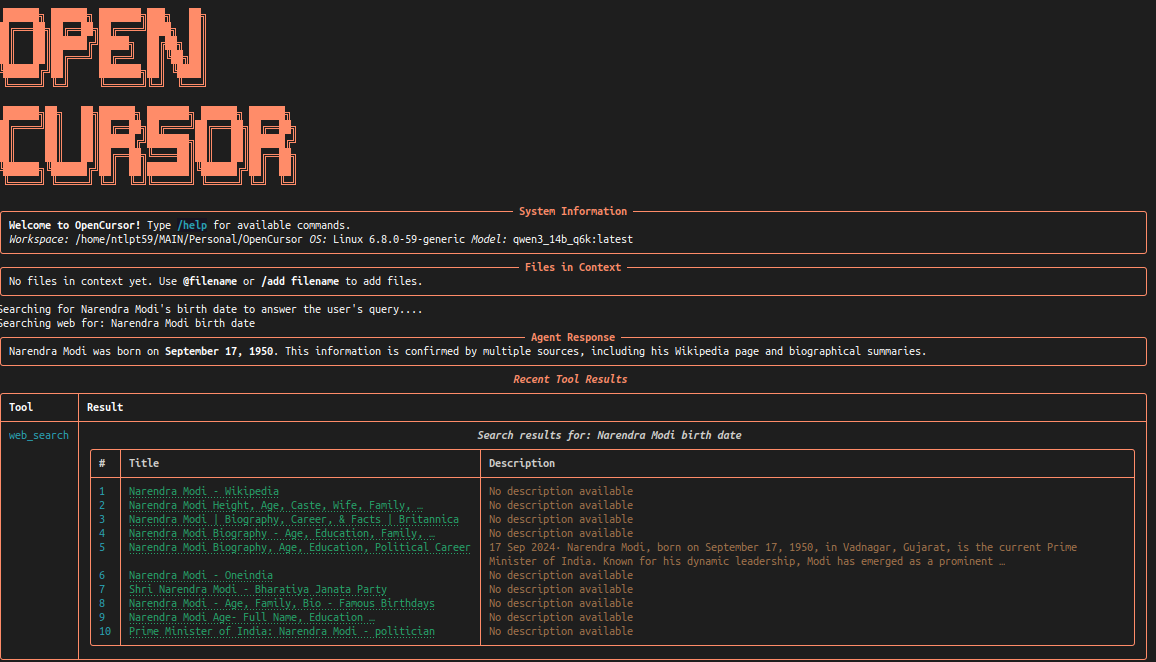 OPEN
CURSOR
System Information
Welcome to OpenCursor! Type /help for available commands.
Workspace: /home/ntlpt59/MAIN/Personal/OpenCursor OS: Linux 6.8.0-59-generic Model: qwen3_14b_q6k:latest
Files in Context
No files in context yet. Use @filename or /add filename to add files.
Searching for Narendra Modi's birth date to answer the user's query....
Searching web for: Narendra Modi birth date
Agent Response
Narendra Modi was born on September 17, 1950. This information is confirmed by multiple sources, including his Wikipedia page and biographical summaries.
Recent Tool Results
Tool Result
web_search Search results for: Narendra Modi birth date
# Title Description
1 Narendra Modi - Wikipedia No description available
2 Narendra Modi Height, Age, Caste, Wife, Family, … No description available
3 Narendra Modi | Biography, Career, & Facts | Britannica No description available
4 Narendra Modi Biography - Age, Education, Family, … No description available
5 Narendra Modi Biography, Age, Education, Political Career 17 Sep 2024· Narendra Modi, born on September 17, 1950, in Vadnagar, Gujarat, is the current Prime
Minister of India. Known for his dynamic leadership, Modi has emerged as a prominent …
6 Narendra Modi - Oneindia No description available
7 Shri Narendra Modi - Bharatiya Janata Party No description available
8 Narendra Modi - Age, Family, Bio - Famous Birthdays No description available
9 Narendra Modi Age- Full Name, Education … No description available
10 Prime Minister of India: Narendra Modi - politician No description available